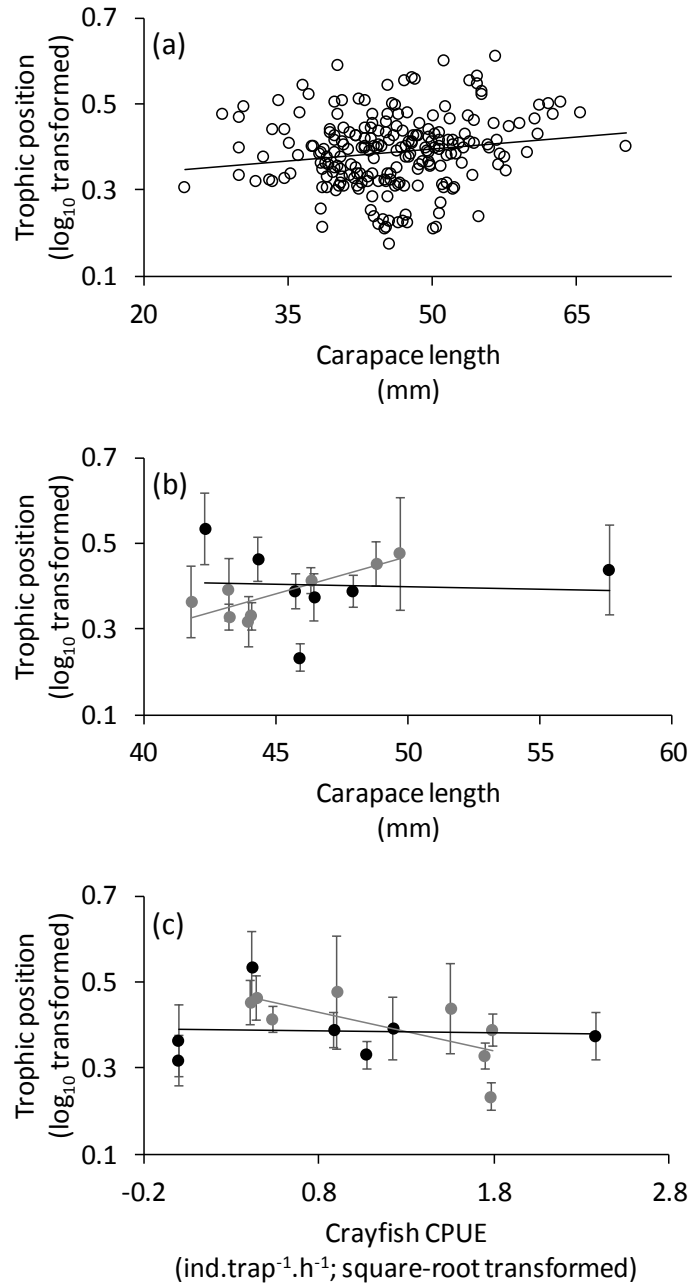 (a)
Trophic position
(log₁₀ transformed)
0.7
0.5
0.3
0.1
20 35 50 65
Carapace length
(mm)
(b)
Trophic position
(log₁₀ transformed)
0.7
0.5
0.3
0.1
40 45 50 55 60
Carapace length
(mm)
(c)
Trophic position
(log₁₀ transformed)
0.7
0.5
0.3
0.1
-0.2 0.8 1.8 2.8
Crayfish CPUE
(ind.trap⁻¹.h⁻¹; square-root transformed)